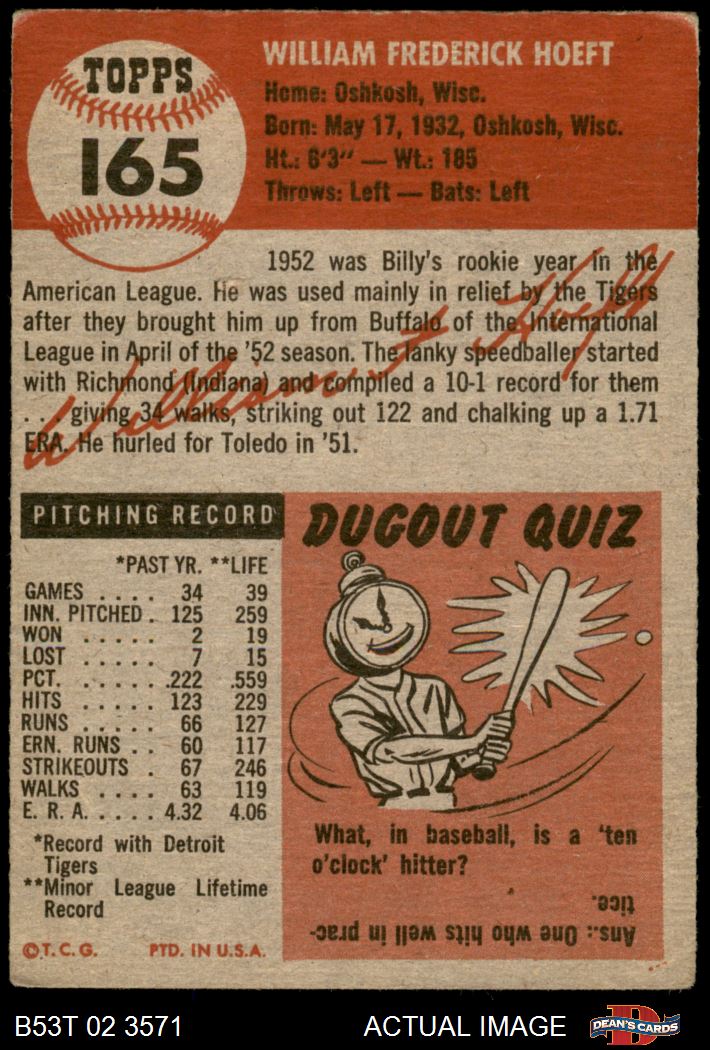 TOPPS
165
WILLIAM FREDERICK HOEFT
Home: Oshkosh, Wisc.
Born: May 17, 1932, Oshkosh, Wisc.
Ht.: 6'3" — Wt.: 185
Throws: Left — Bats: Left
1952 was Billy's rookie year in the
American League. He was used mainly in relief by the Tigers
after they brought him up from Buffalo of the International
League in April of the '52 season. The lanky speedballer started
with Richmond (Indiana) and compiled a 10-1 record for them
. . . giving 34 walks, striking out 122 and chalking up a 1.71
ERA. He hurled for Toledo in '51.
William F Hoeft
PITCHING RECORD
*PAST YR. **LIFE
GAMES . . . . 34 39
INN. PITCHED . 125 259
WON . . . . . 2 19
LOST . . . . . 7 15
PCT. . . . . . .222 .559
HITS . . . . . 123 229
RUNS . . . . . 66 127
ERN. RUNS . . 60 117
STRIKEOUTS . 67 246
WALKS . . . . 63 119
E. R. A. . . . . 4.32 4.06
*Record with Detroit
Tigers
**Minor League Lifetime
Record
©T. C. G. PTD. IN U.S.A.
DUGOUT QUIZ
What, in baseball, is a 'ten
o'clock' hitter?
Ans.: One who hits well in prac-
tice.
B53T 02 3571 ACTUAL IMAGE
D
DEAN'S CARDS